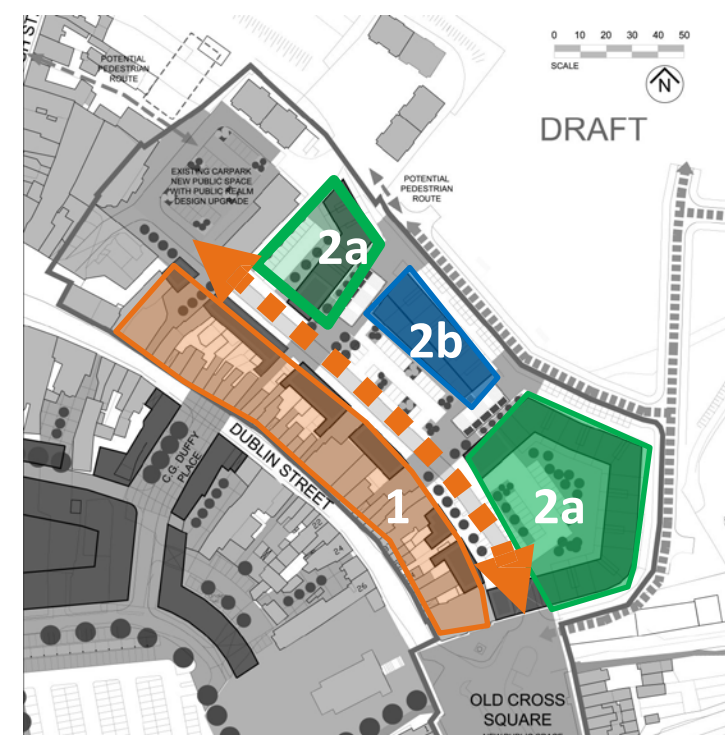 0 10 20 30 40 50
SCALE
N
DRAFT
POTENTIAL
PEDESTRIAN
ROUTE
EXISTING CARPARK
NEW PUBLIC SPACE
WITH PUBLIC REALM
DESIGN UPGRADE
POTENTIAL
PEDESTRIAN
ROUTE
2a
2b
1
2a
DUBLIN STREET
C.G. DUFFY
PLACE
22
24
26
OLD CROSS
SQUARE